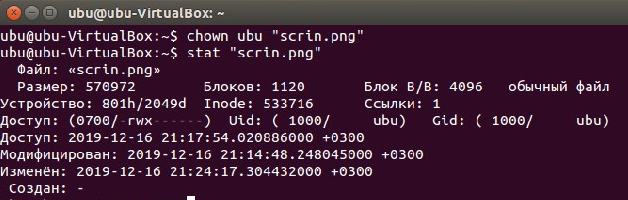 ubu@ubu-VirtualBox: ~
ubu@ubu-VirtualBox:~$ chown ubu "scrin.png"
ubu@ubu-VirtualBox:~$ stat "scrin.png"
Файл: «scrin.png»
Размер: 570972 Блоков: 1120 Блок В/В: 4096 обычный файл
Устройство: 801h/2049d Inode: 533716 Ссылки: 1
Доступ: (0700/-rwx------) Uid: ( 1000/ ubu) Gid: ( 1000/ ubu)
Доступ: 2019-12-16 21:17:54.020886000 +0300
Модифицирован: 2019-12-16 21:14:48.248045000 +0300
Изменён: 2019-12-16 21:24:17.304432000 +0300
Создан: -